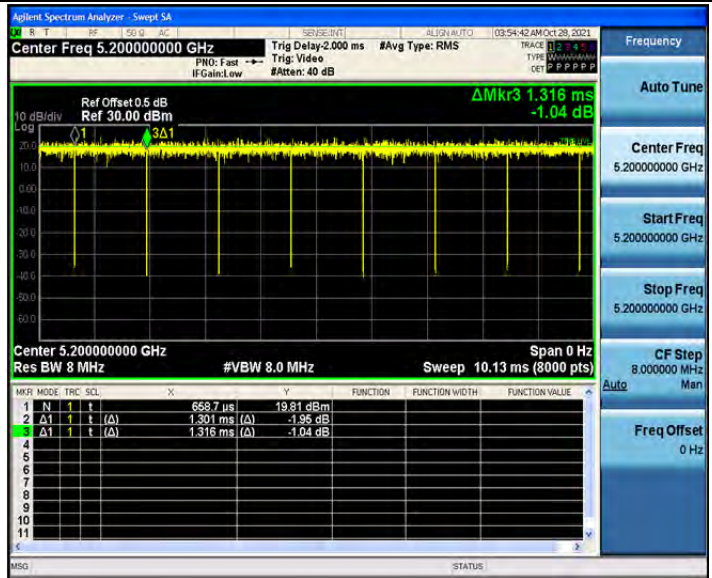 Agilent Spectrum Analyzer - Swept SA
R T RF 50 Ω AC SENSE:INT ALIGN AUTO 03:54:42 AM Oct 28, 2021
Center Freq 5.200000000 GHz
Trig Delay-2.000 ms #Avg Type: RMS
TRACE 1 2 3 4 5 6
PNO: Fast Trig: Video
TYPE
IFGain:Low #Atten: 40 dB
DET P P P P P P
Frequency
ΔMkr3 1.316 ms
-1.04 dB
Ref Offset 0.5 dB
10 dB/div Ref 30.00 dBm
Log
1
3Δ1
20.0
10.0
0.00
-10.0
-20.0
-30.0
-40.0
-50.0
-60.0
Center 5.200000000 GHz Span 0 Hz
Res BW 8 MHz #VBW 8.0 MHz Sweep 10.13 ms (8000 pts)
MKR MODE TRC SCL X Y FUNCTION FUNCTION WIDTH FUNCTION VALUE
1 N 1 t 658.7 µs 19.81 dBm
2 Δ1 1 t (Δ) 1.301 ms (Δ) -1.95 dB
3 Δ1 1 t (Δ) 1.316 ms (Δ) -1.04 dB
4
5
6
7
8
9
10
11
MSG STATUS
Auto Tune
Center Freq
5.200000000 GHz
Start Freq
5.200000000 GHz
Stop Freq
5.200000000 GHz
CF Step
8.000000 MHz
Auto Man
Freq Offset
0 Hz